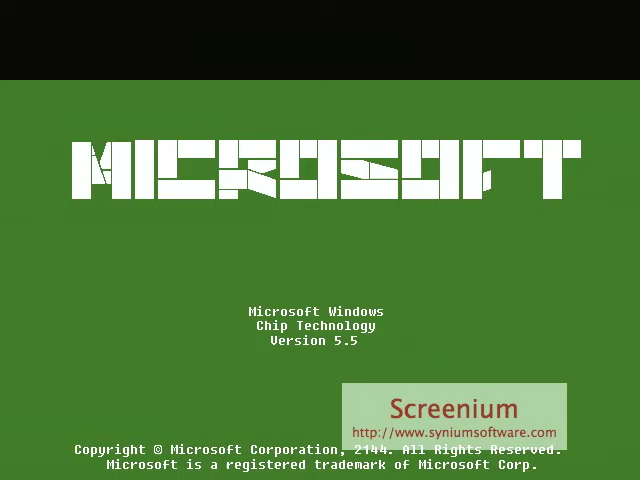 MICROSOFT
Microsoft Windows
Chip Technology
Version 5.5
Screenium
http://www.syniumsoftware.com
Copyright © Microsoft Corporation, 2144. All Rights Reserved.
Microsoft is a registered trademark of Microsoft Corp.